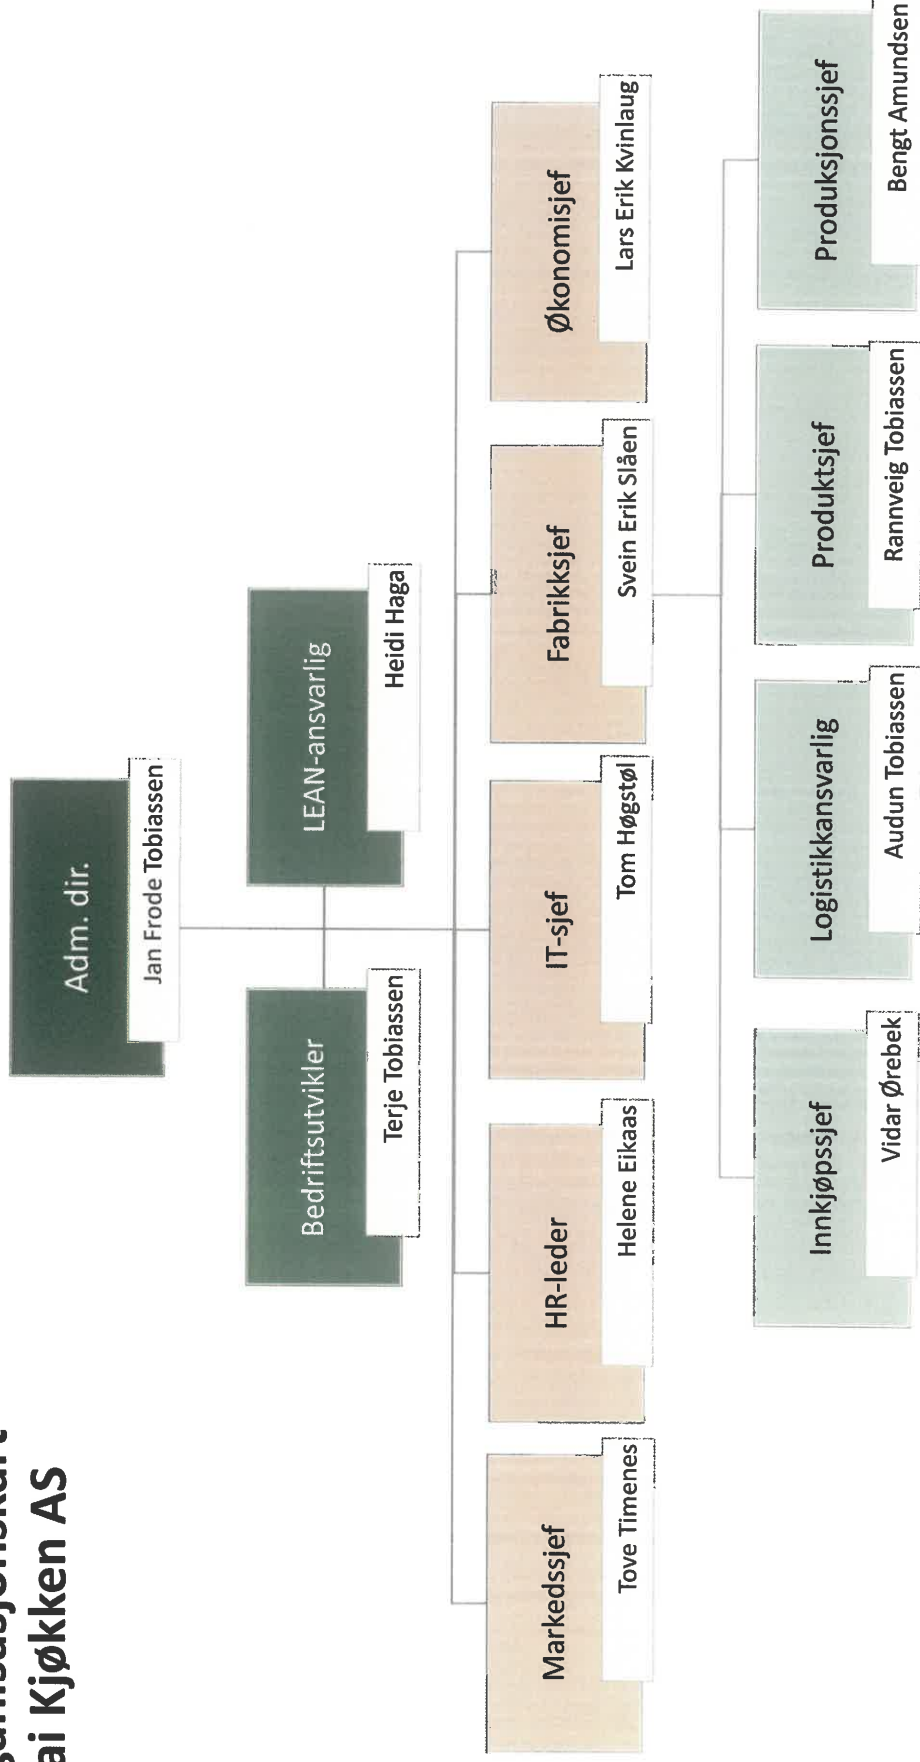 ai Kjøkken AS
Adm. dir.
Jan Frode Tobiassen
Bedriftsutvikler
Terje Tobiassen
LEAN-ansvarlig
Heidi Haga
Markedssjef
Tove Timenes
HR-leder
Helene Eikaas
IT-sjef
Tom Høgstøl
Fabrikksjef
Svein Erik Slåen
Økonomisjef
Lars Erik Kvinlaug
Innkjøpssjef
Vidar Ørebek
Logistikkansvarlig
Audun Tobiassen
Produktsjef
Rannveig Tobiassen
Produksjonssjef
Bengt Amundsen